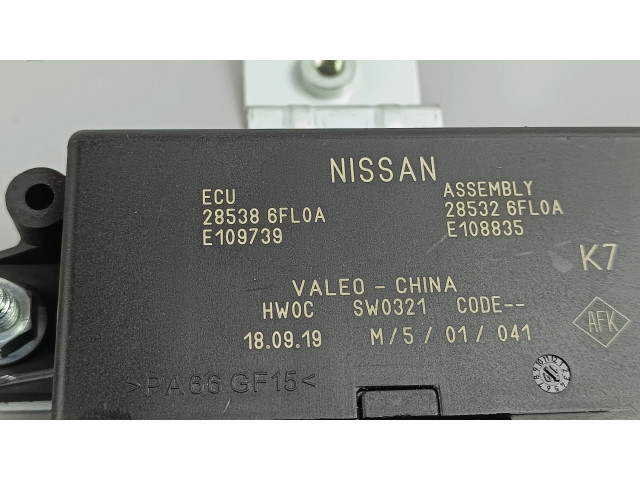 NISSAN
ECU
28538 6FL0A
E109739
ASSEMBLY
28532 6FL0A
E108835
K7
VALEO - CHINA
HW0C SW0321 CODE--
18.09.19 M/5/01/041
AFK
>PA66 GF15<